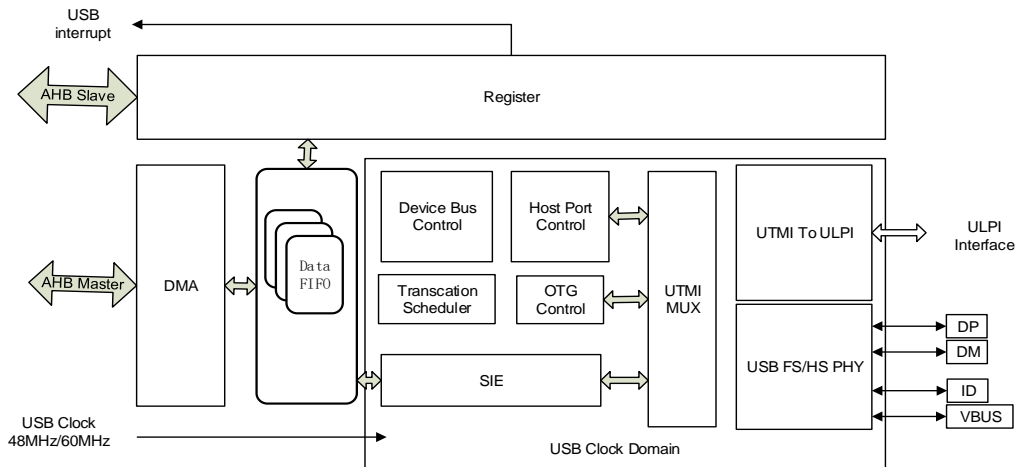 USB
interrupt
AHB Slave
Register
Device Bus
Control
Host Port
Control
UTMI To ULPI
ULPI
Interface
Data
FIFO
AHB Master
DMA
Transcation
Scheduler
OTG
Control
UTMI
MUX
DP
DM
USB FS/HS PHY
SIE
ID
VBUS
USB Clock
48MHz/60MHz
USB Clock Domain